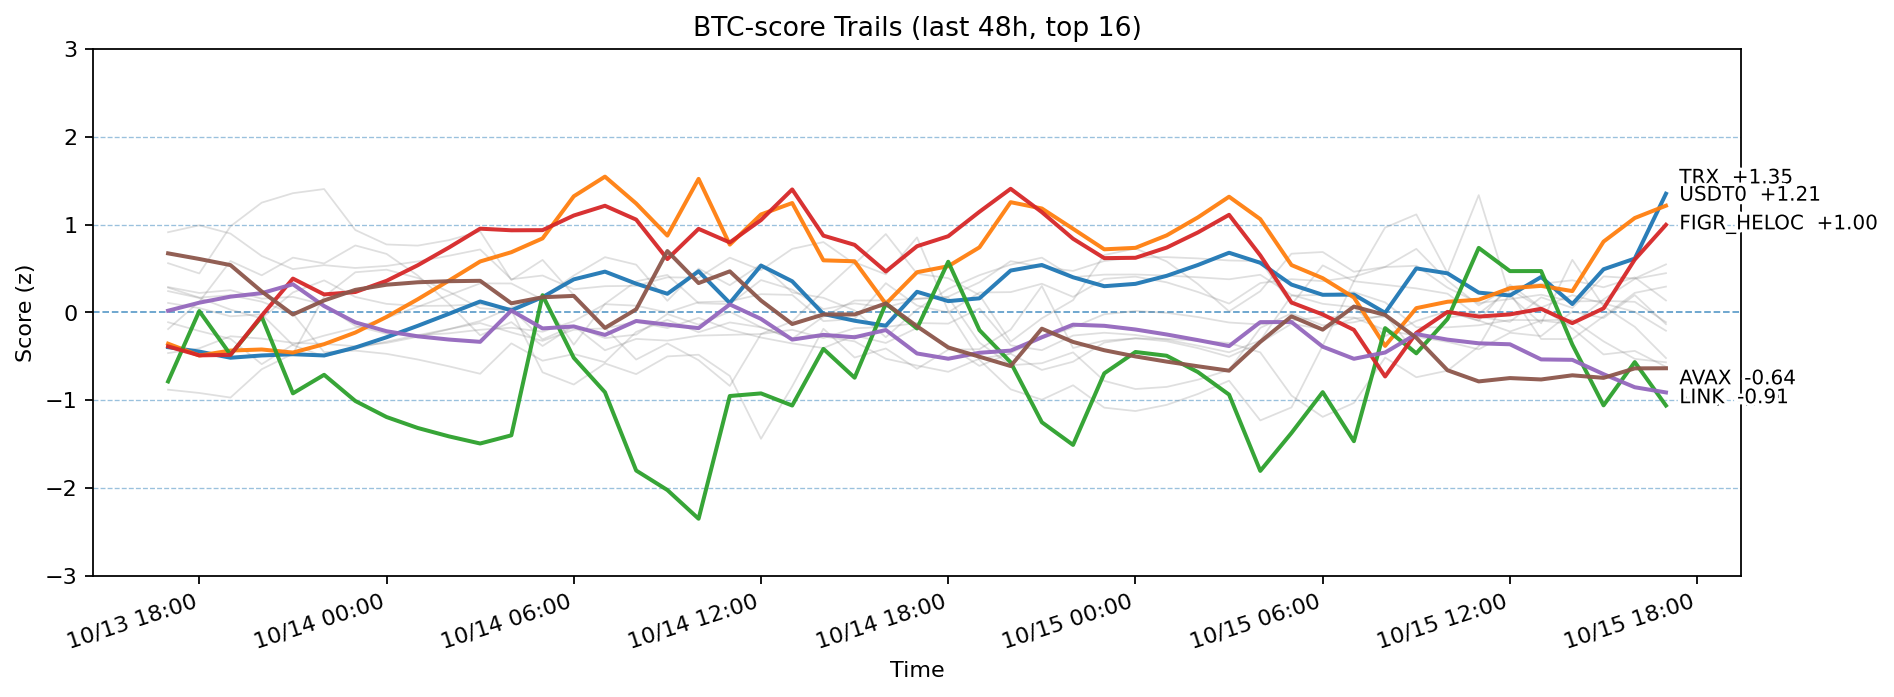 BTC-score Trails (last 48h, top 16)
Score (z)
3
2
1
0
−1
−2
−3
TRX +1.35
USDT0 +1.21
FIGR_HELOC +1.00
AVAX -0.64
LINK -0.91
10/13 18:00
10/14 00:00
10/14 06:00
10/14 12:00
10/14 18:00
10/15 00:00
10/15 06:00
10/15 12:00
10/15 18:00
Time